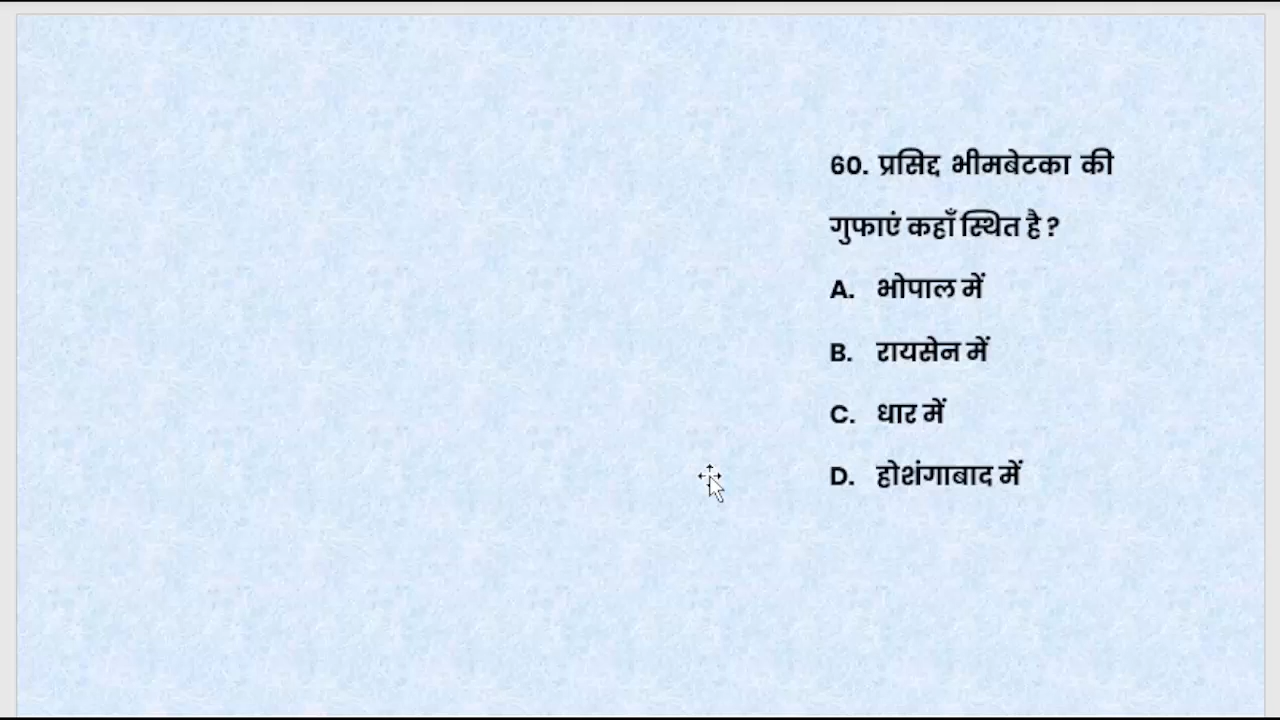 60. प्रसिद्द भीमबेटका की
गुफाएं कहाँ स्थित है ?
A. भोपाल में
B. रायसेन में
C. धार में
D. होशंगाबाद में